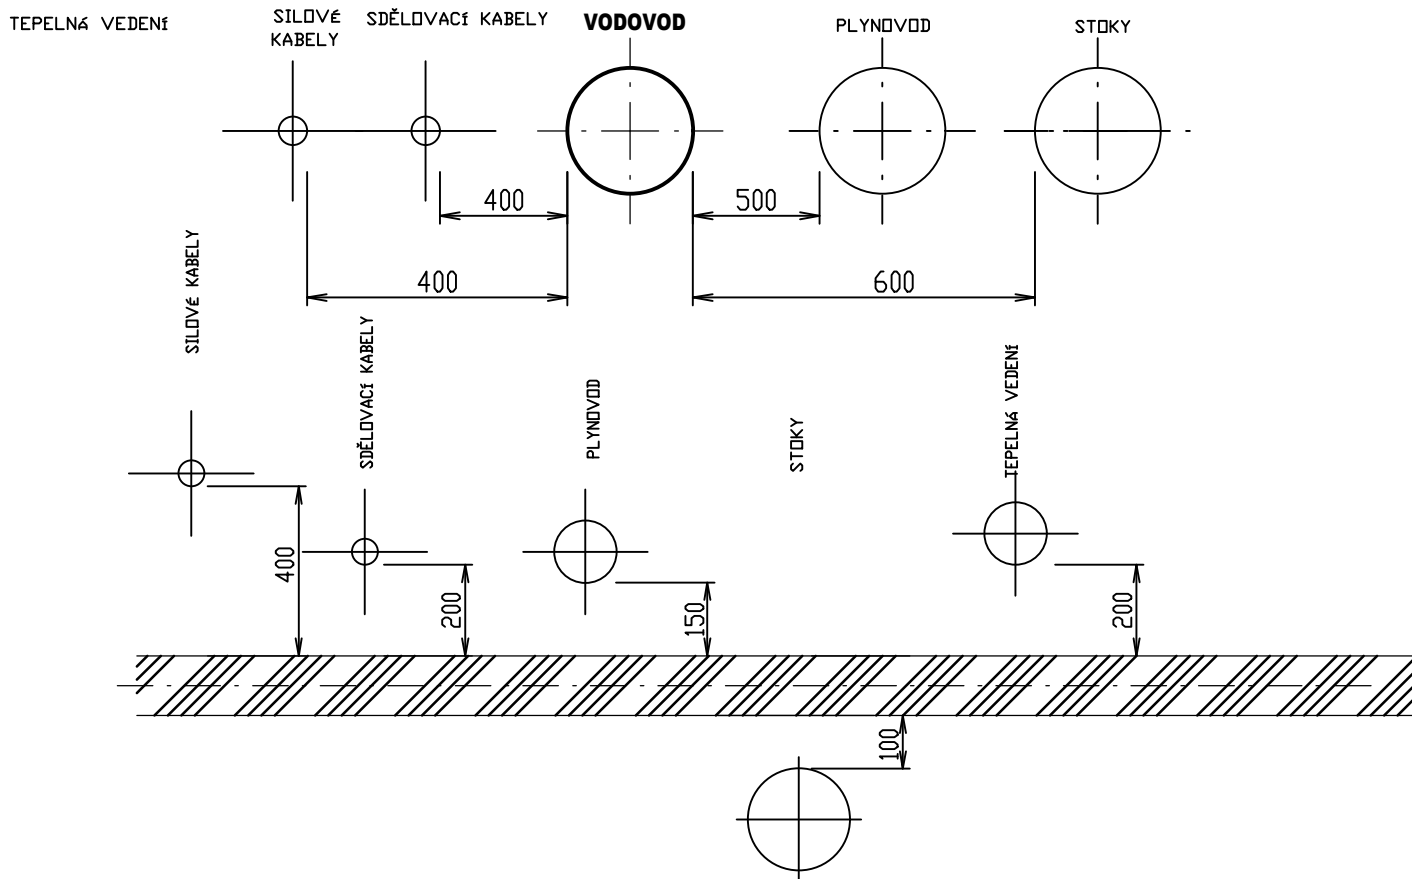 TEPELNÁ VEDENÍ
SILOVÉ
KABELY
SDĚLOVACÍ KABELY
VODOVOD
PLYNOVOD
STOKY
400
500
400
600
SILOVÉ KABELY
SDĚLOVACÍ KABELY
PLYNOVOD
STOKY
TEPELNÁ VEDENÍ
400
200
150
200
100